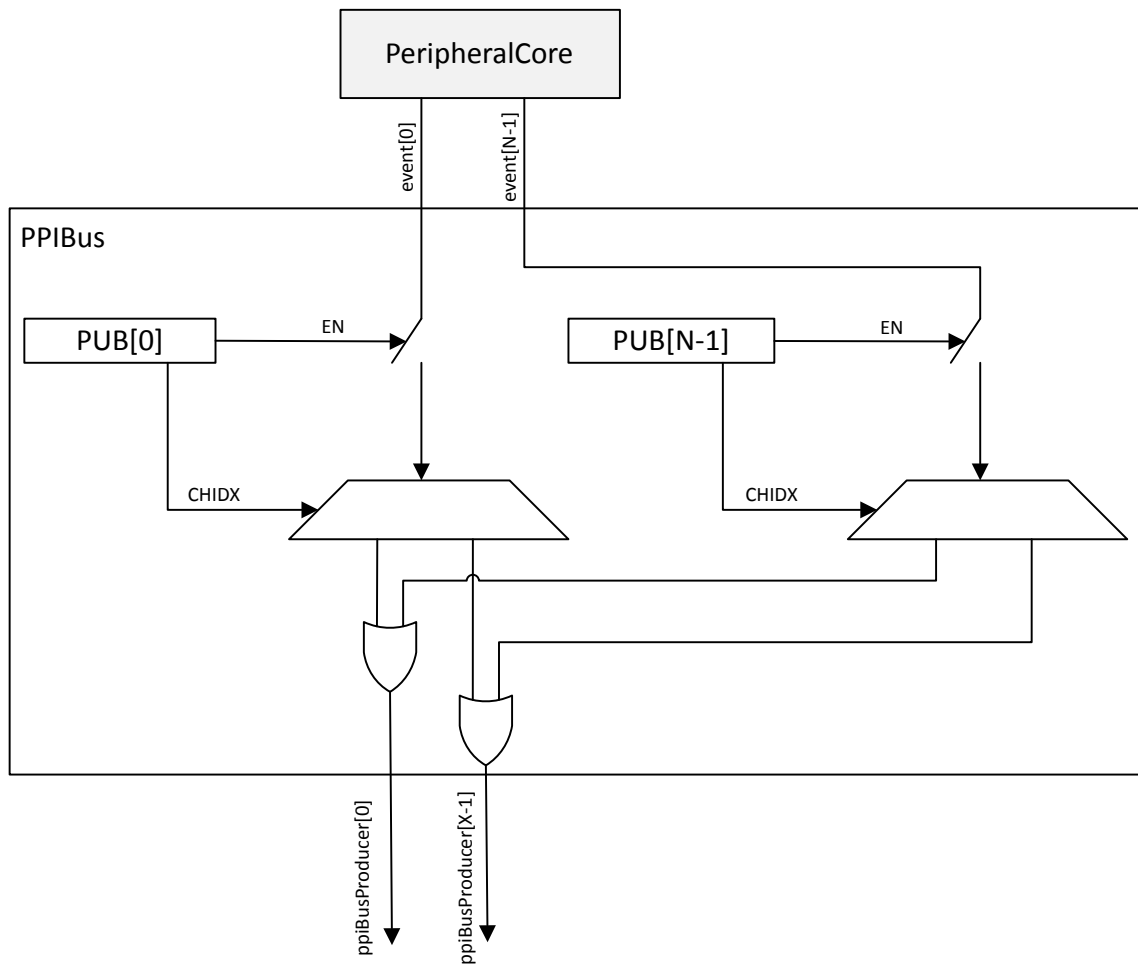 PeripheralCore
event[0]
event[N-1]
PPIBus
PUB[0]
EN
PUB[N-1]
EN
CHIDX
CHIDX
ppiBusProducer[0]
ppiBusProducer[X-1]